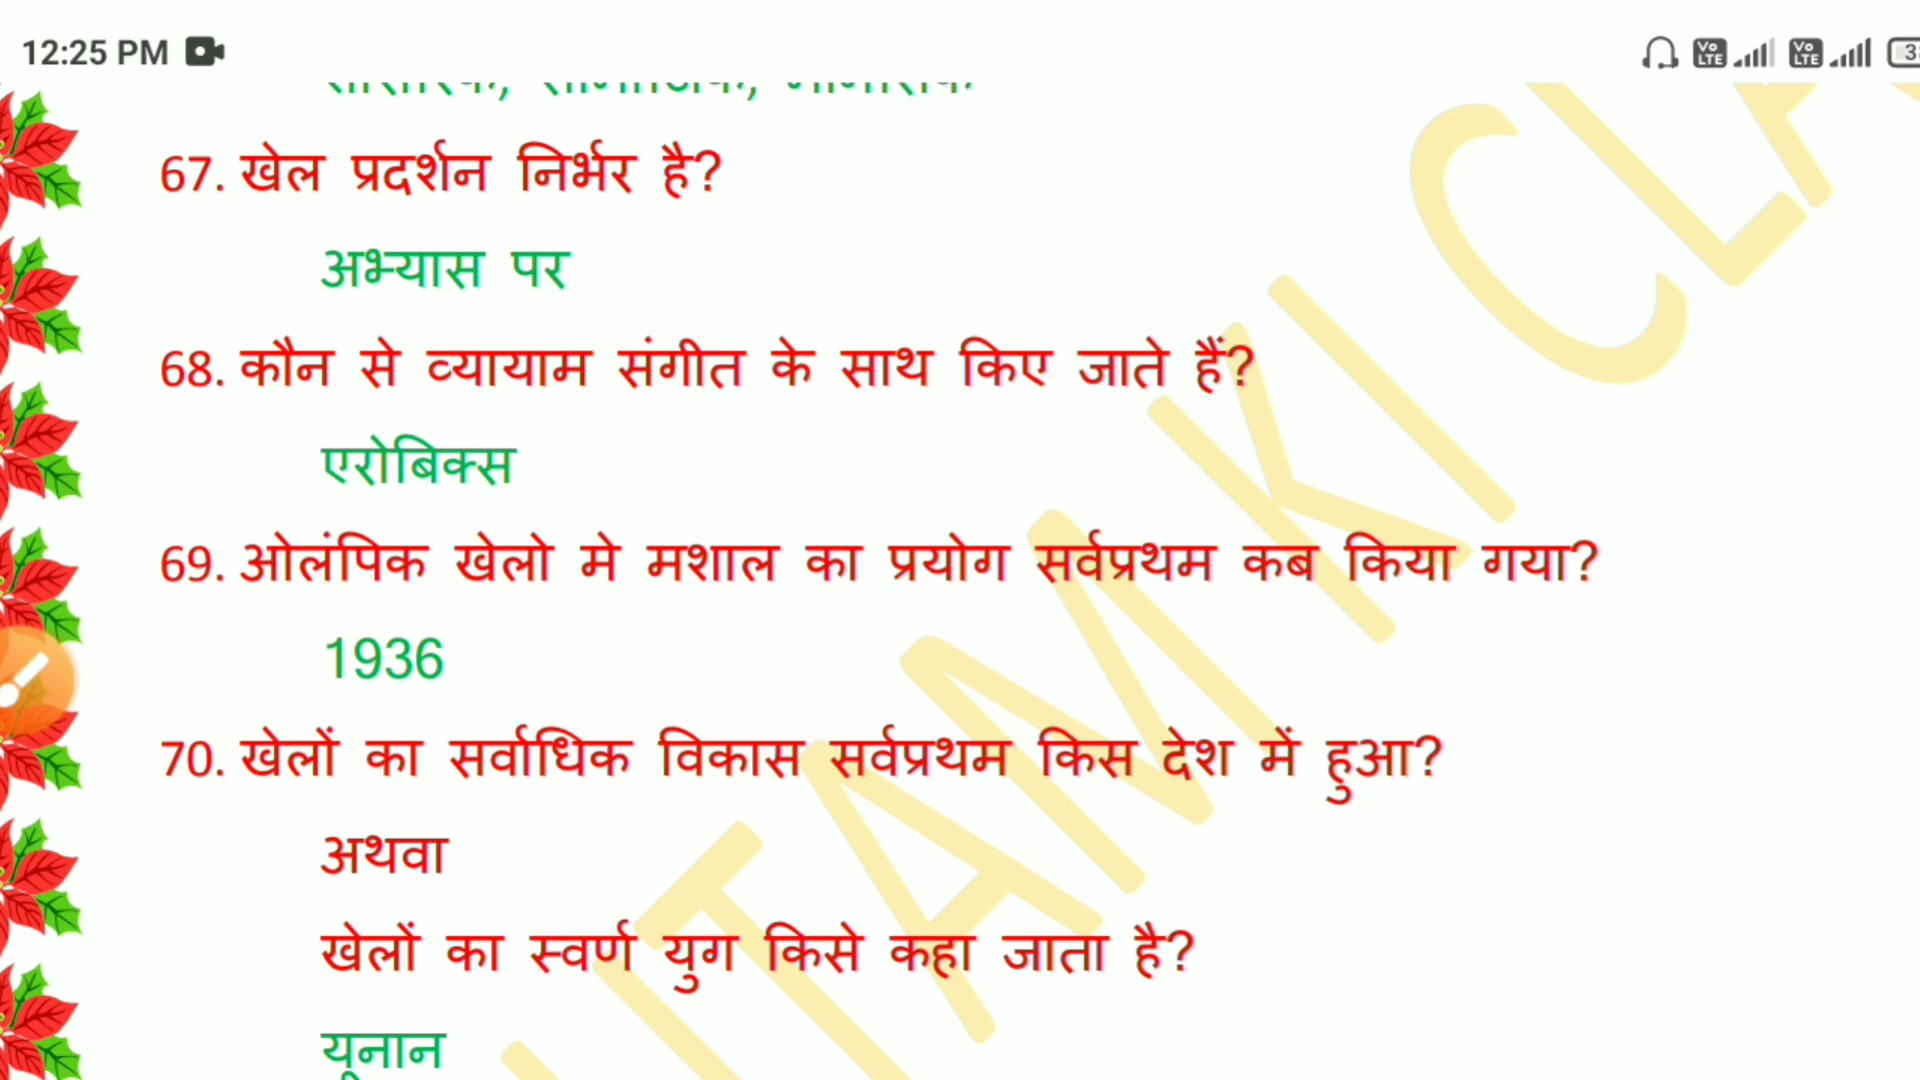 12:25 PM
67. खेल प्रदर्शन निर्भर है?
अभ्यास पर
68. कौन से व्यायाम संगीत के साथ किए जाते हैं?
एरोबिक्स
69. ओलंपिक खेलो मे मशाल का प्रयोग सर्वप्रथम कब किया गया?
1936
70. खेलों का सर्वाधिक विकास सर्वप्रथम किस देश में हुआ?
अथवा
खेलों का स्वर्ण युग किसे कहा जाता है?
यूनान
KI